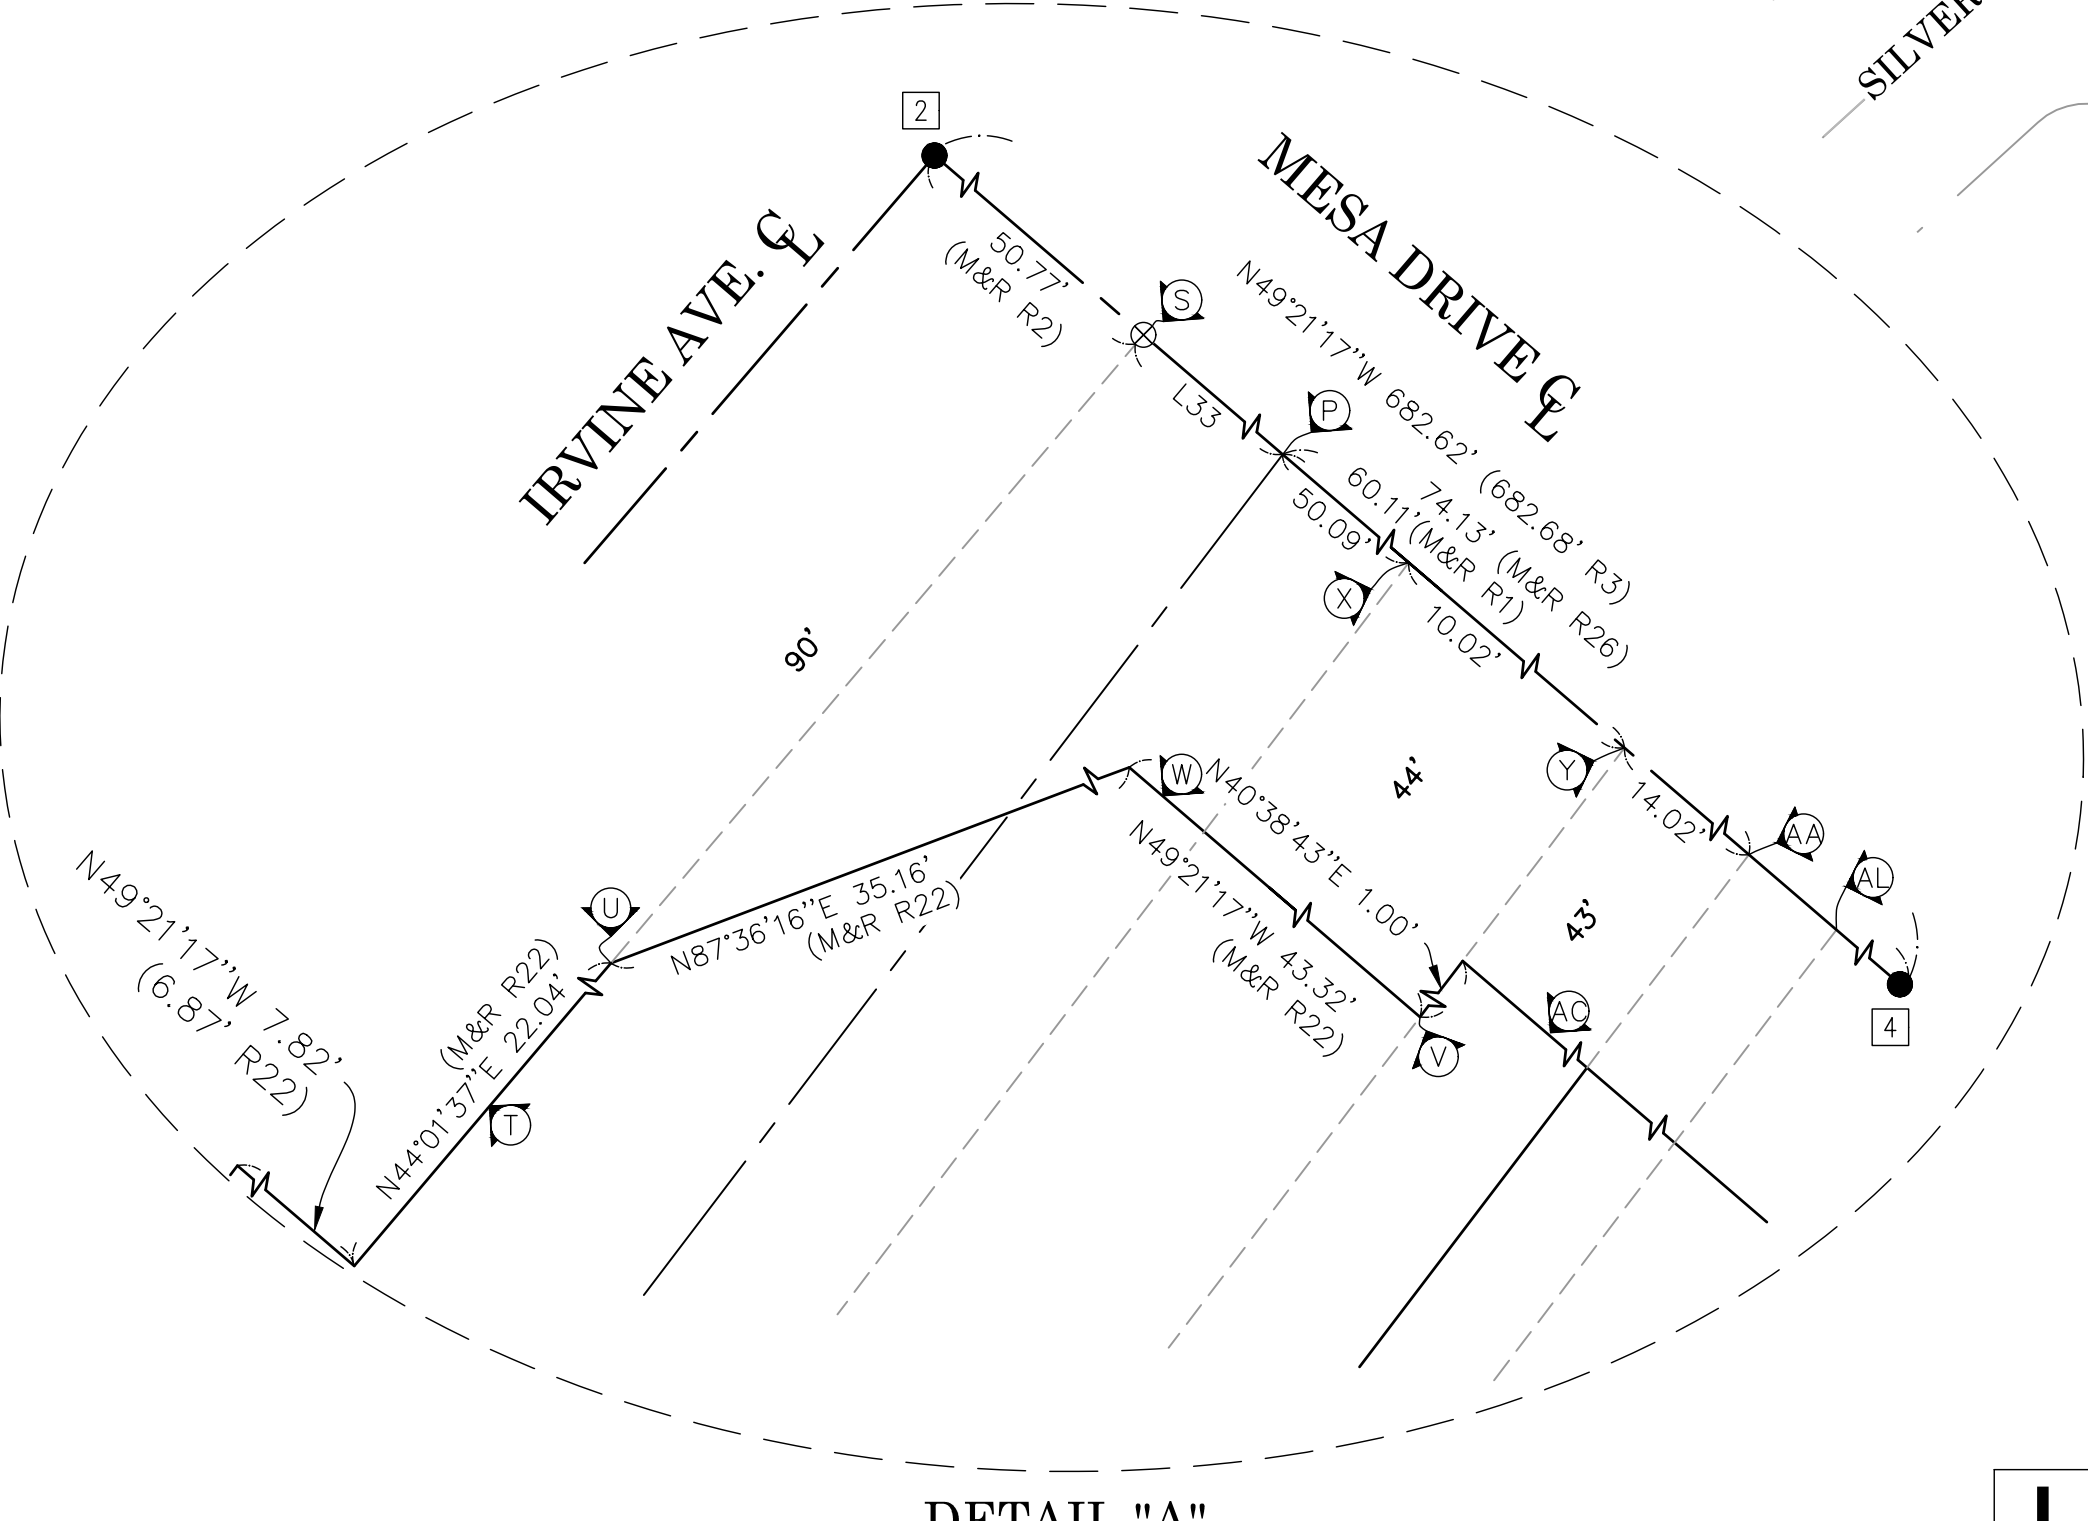 SILVER
2
MESA DRIVE ℄
IRVINE AVE. ℄
50.77'
(M&R R2)
S
N49°21'17"W 682.62' (682.68' R3)
L33
P
74.13' (M&R R26)
60.11' (M&R R1)
50.09'
X
10.02'
90'
44'
Y
14.02'
AA
AL
W
N40°38'43"E 1.00'
N49°21'17"W 43.32'
(M&R R22)
43'
U
N87°36'16"E 35.16'
(M&R R22)
N49°21'17"W 7.82'
(6.87' R22)
(M&R R22)
N44°01'37"E 22.04'
T
AC
V
4
DETAIL "A"